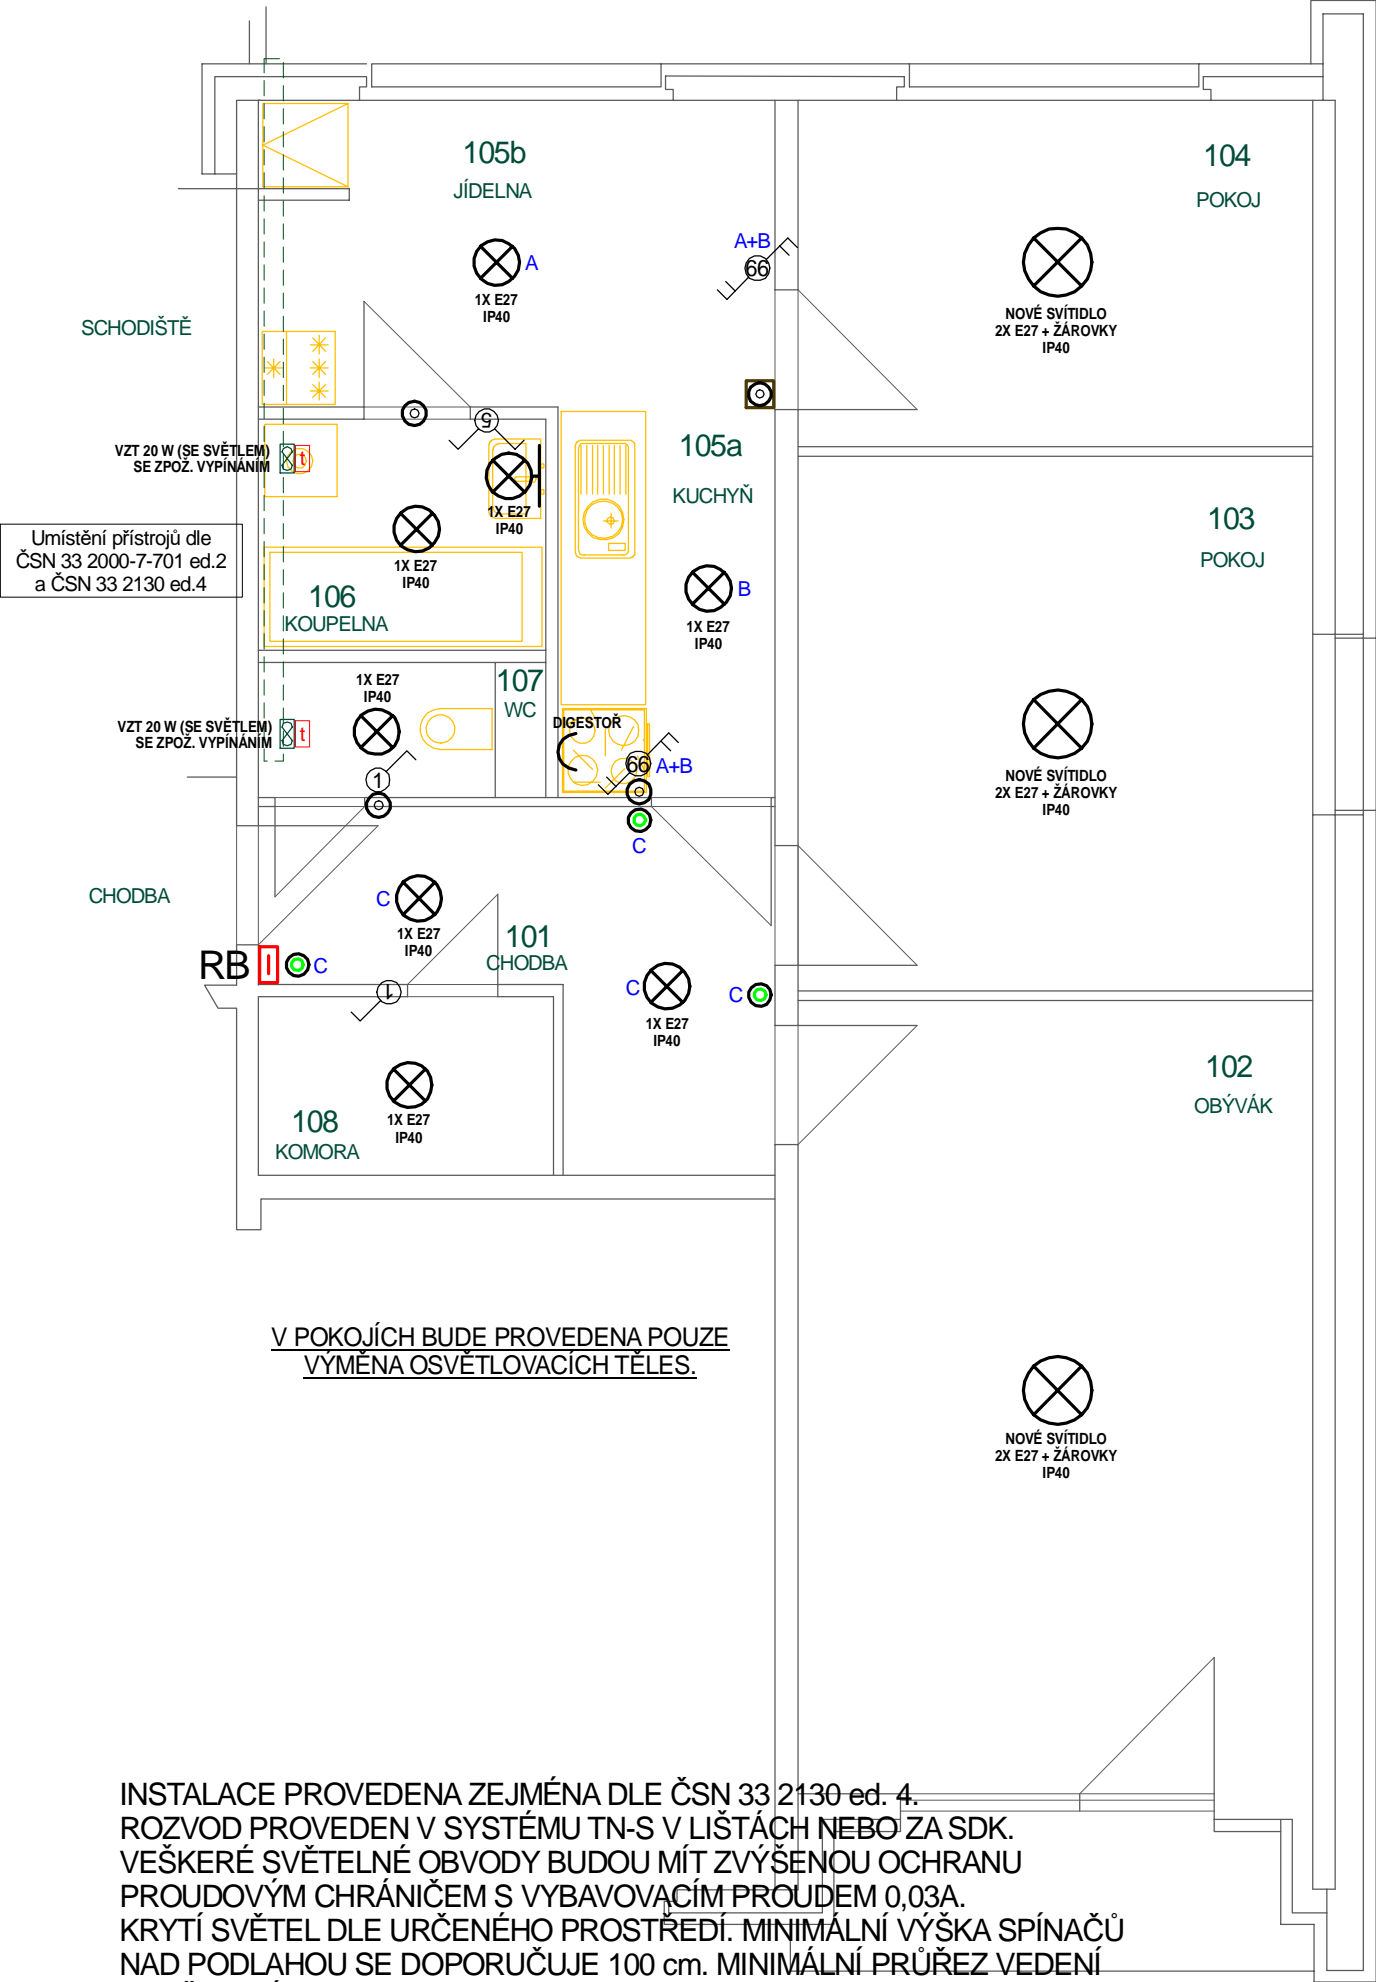 105b
JÍDELNA
104
POKOJ
A+B
66
A
1X E27
IP40
NOVÉ SVÍTIDLO
2X E27 + ŽÁROVKY
IP40
SCHODIŠTĚ
5
105a
KUCHYŇ
VZT 20 W (SE SVĚTLEM)
SE ZPOŽ. VYPÍNÁNÍM
t
1X E27
IP40
103
POKOJ
Umístění přístrojů dle
ČSN 33 2000-7-701 ed.2
a ČSN 33 2130 ed.4
1X E27
IP40
106
KOUPELNA
B
1X E27
IP40
1X E27
IP40
107
WC
DIGESTOŘ
VZT 20 W (SE SVĚTLEM)
SE ZPOŽ. VYPÍNÁNÍM
t
66
A+B
1
NOVÉ SVÍTIDLO
2X E27 + ŽÁROVKY
IP40
C
CHODBA
C
1X E27
IP40
101
CHODBA
RB
C
1
C
1X E27
IP40
C
102
OBÝVÁK
108
KOMORA
1X E27
IP40
V POKOJÍCH BUDE PROVEDENA POUZE
VÝMĚNA OSVĚTLOVACÍCH TĚLES.
NOVÉ SVÍTIDLO
2X E27 + ŽÁROVKY
IP40
INSTALACE PROVEDENA ZEJMÉNA DLE ČSN 33 2130 ed. 4.
ROZVOD PROVEDEN V SYSTÉMU TN-S V LIŠTÁCH NEBO ZA SDK.
VEŠKERÉ SVĚTELNÉ OBVODY BUDOU MÍT ZVÝŠENOU OCHRANU
PROUDOVÝM CHRÁNIČEM S VYBAVOVACÍM PROUDEM 0,03A.
KRYTÍ SVĚTEL DLE URČENÉHO PROSTŘEDÍ. MINIMÁLNÍ VÝŠKA SPÍNAČŮ
NAD PODLAHOU SE DOPORUČUJE 100 cm. MINIMÁLNÍ PRŮŘEZ VEDENÍ